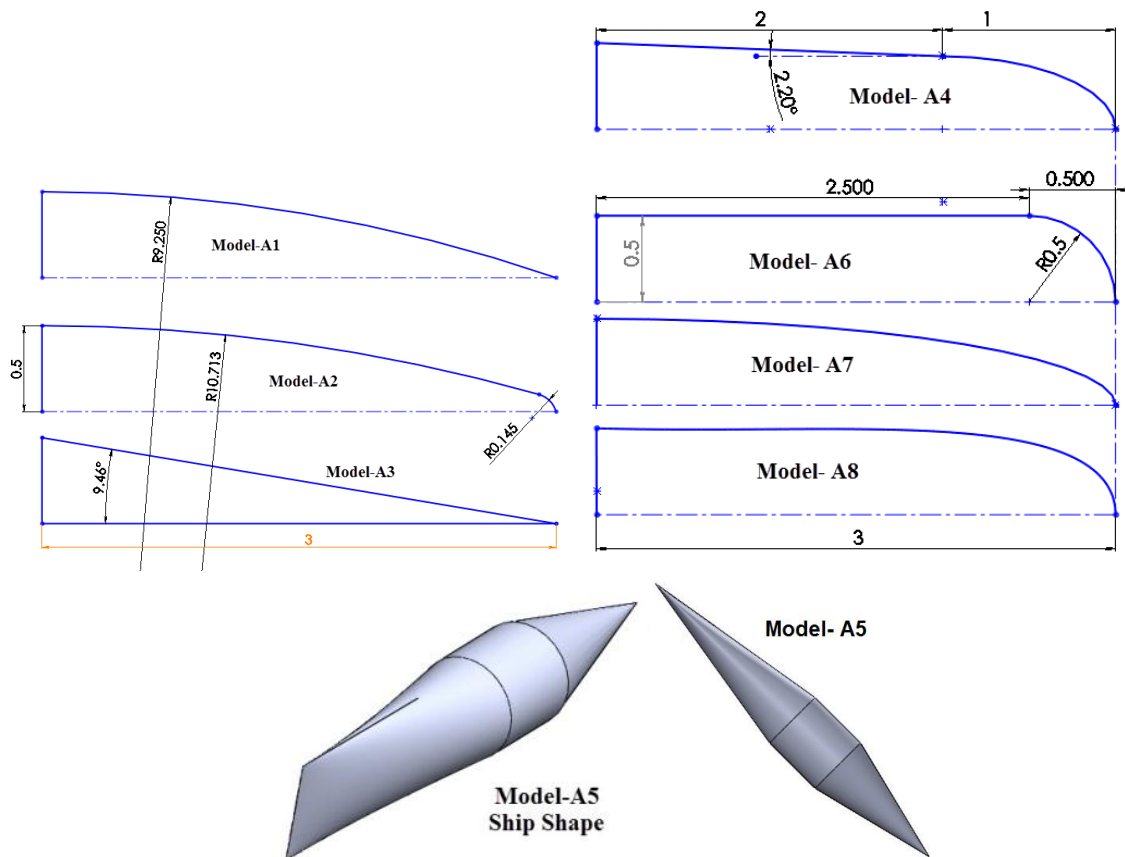 2
1
2.20°
Model- A4
R9.250
Model-A1
2.500
0.500
0.5
R0.5
Model- A6
0.5
R10.713
Model-A2
R0.145
Model- A7
9.46°
Model-A3
3
Model- A8
3
Model-A5
Ship Shape
Model- A5